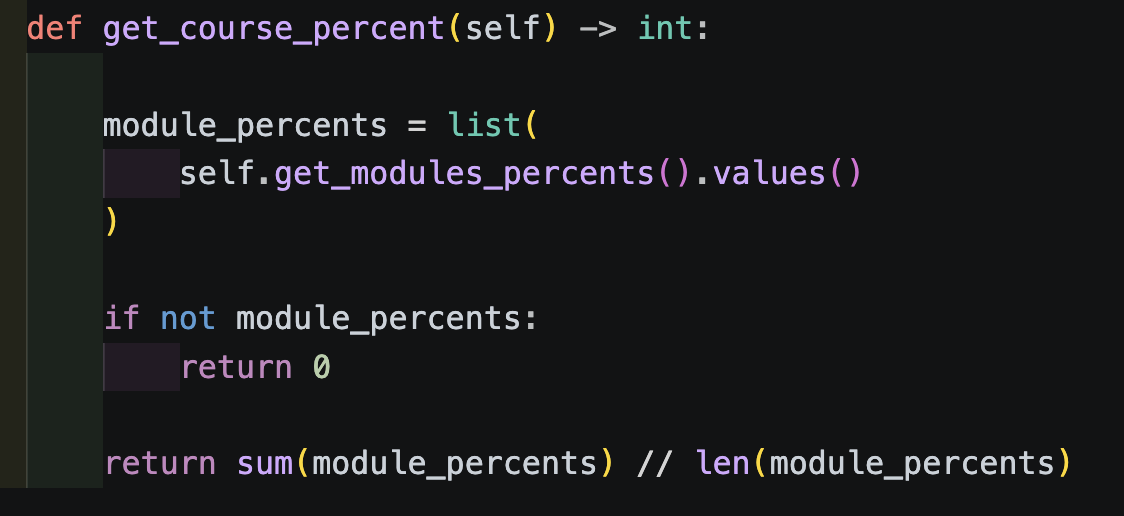 def get_course_percent(self) -> int:
module_percents = list(
self.get_modules_percents().values()
)
if not module_percents:
return 0
return sum(module_percents) // len(module_percents)